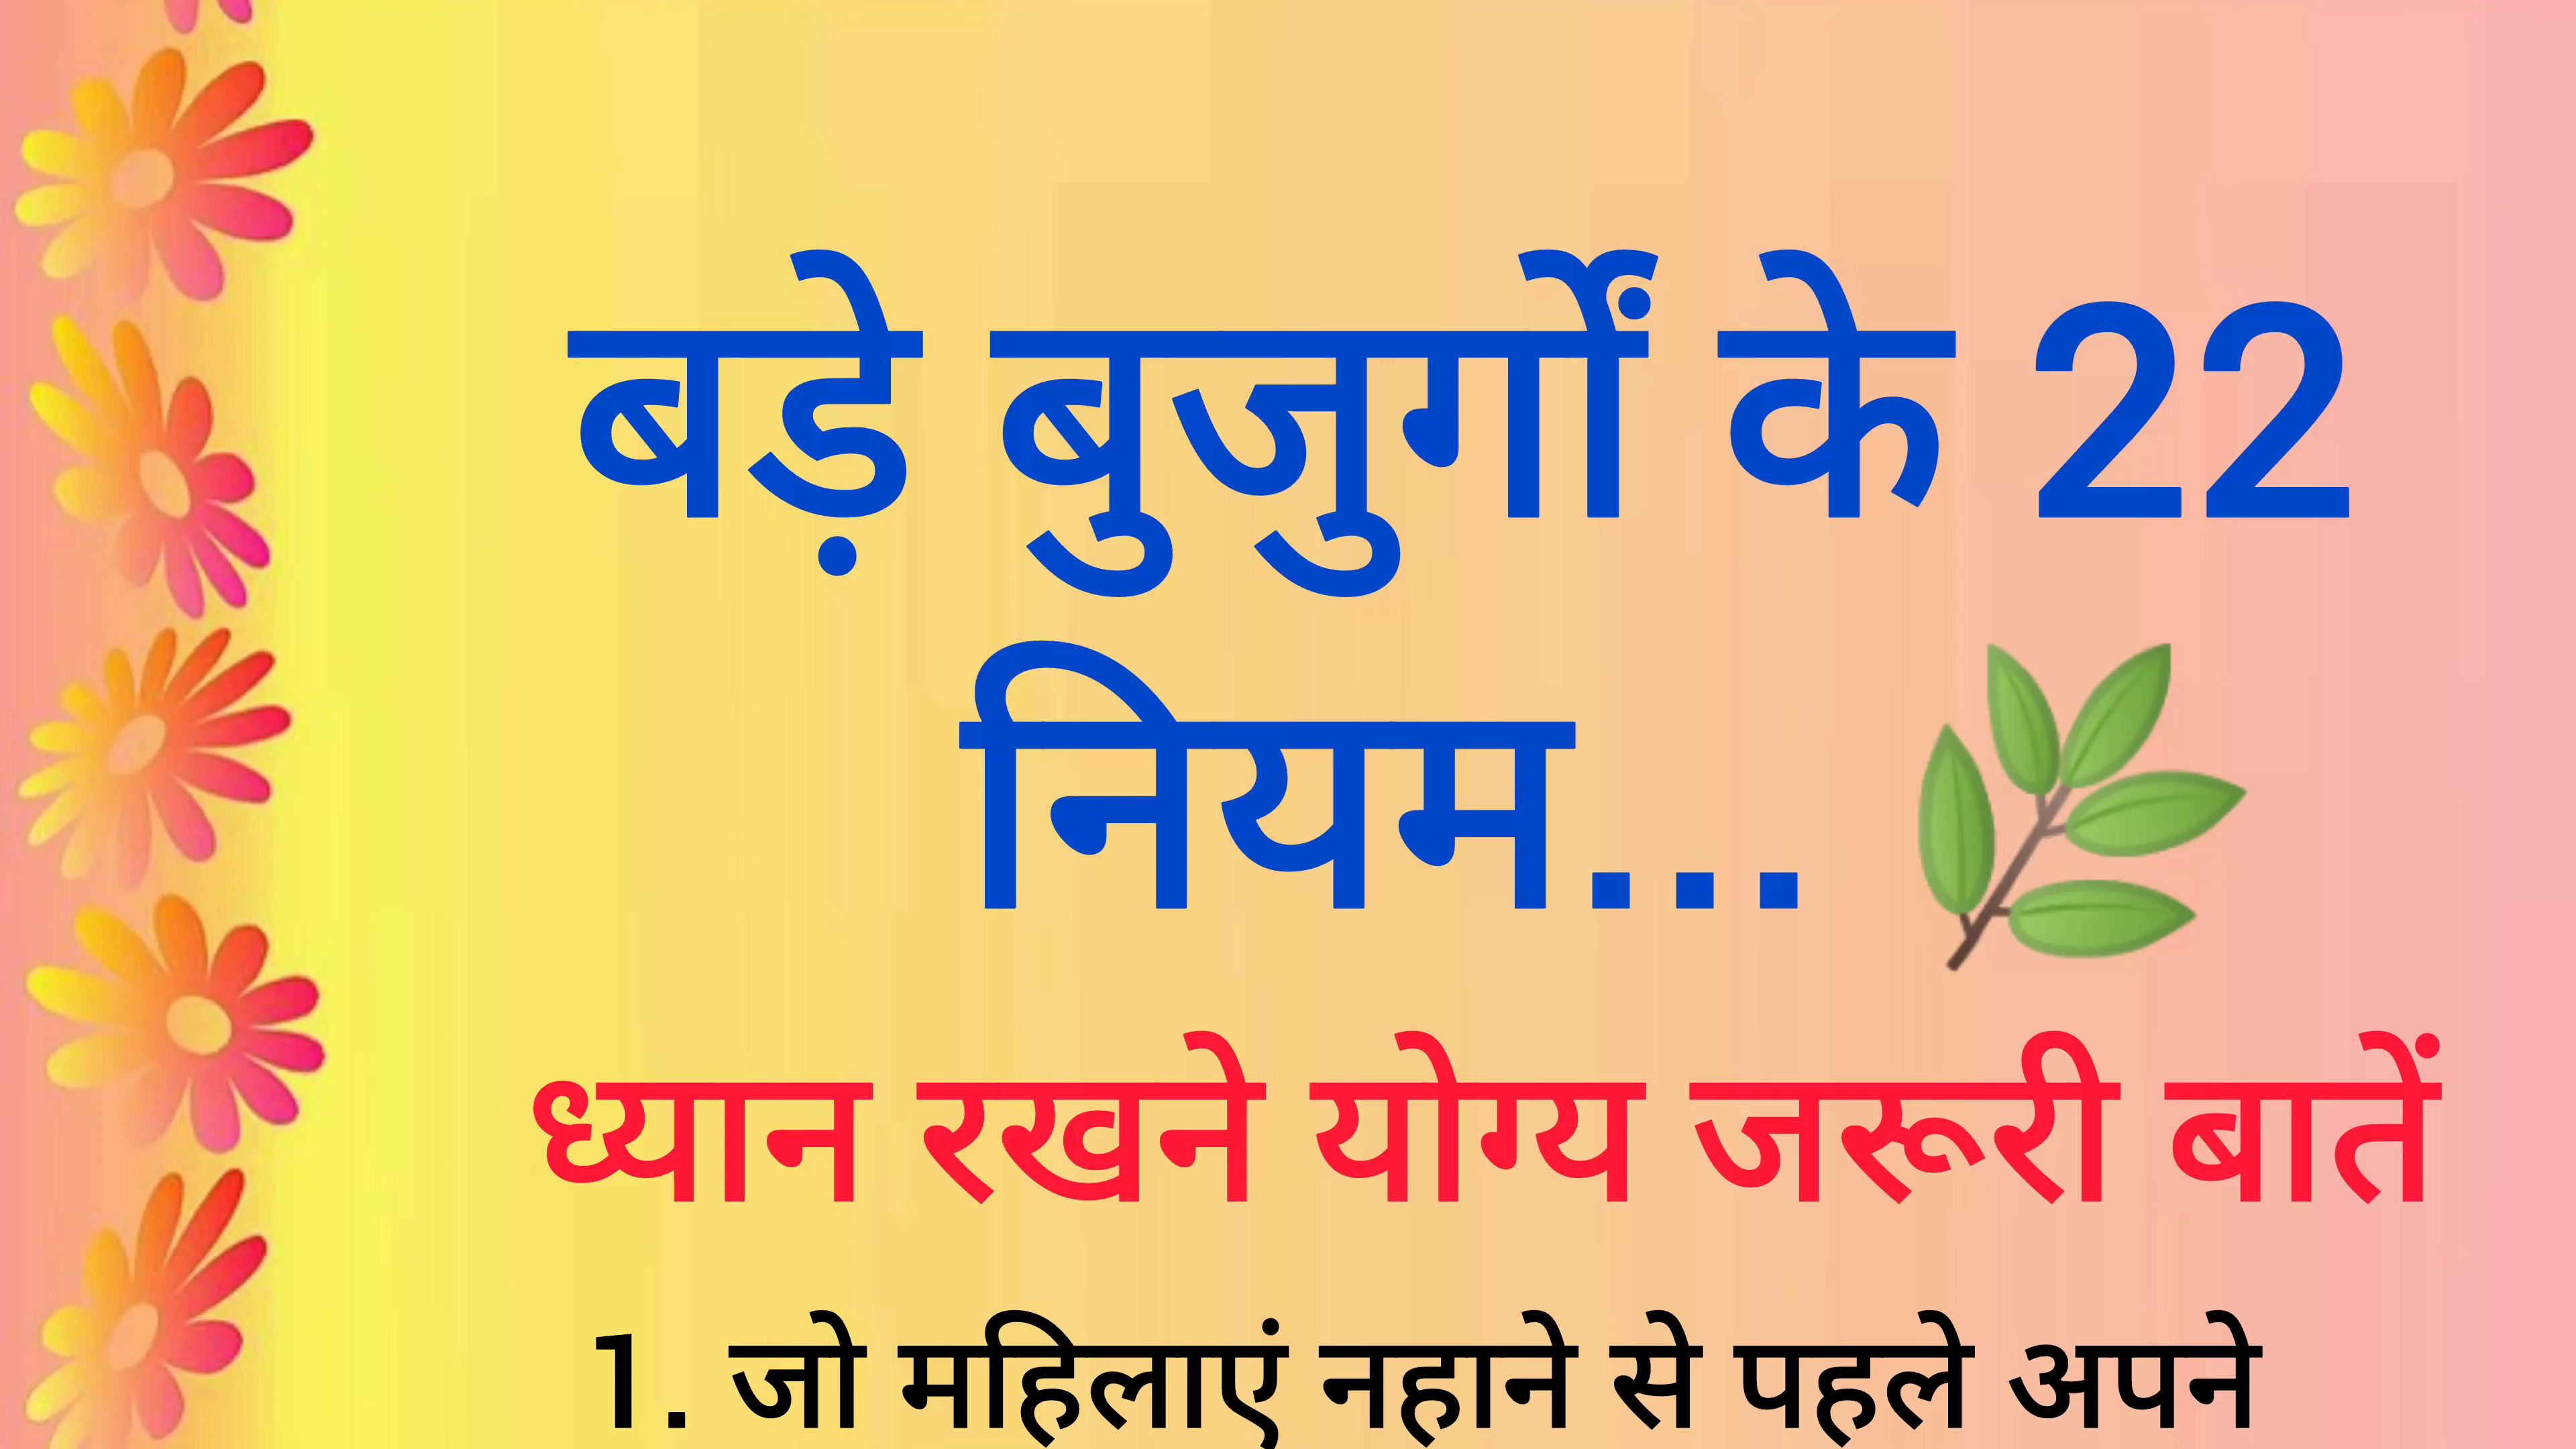 बड़े बुजुर्गों के 22
नियम...
ध्यान रखने योग्य जरूरी बातें
1. जो महिलाएं नहाने से पहले अपने